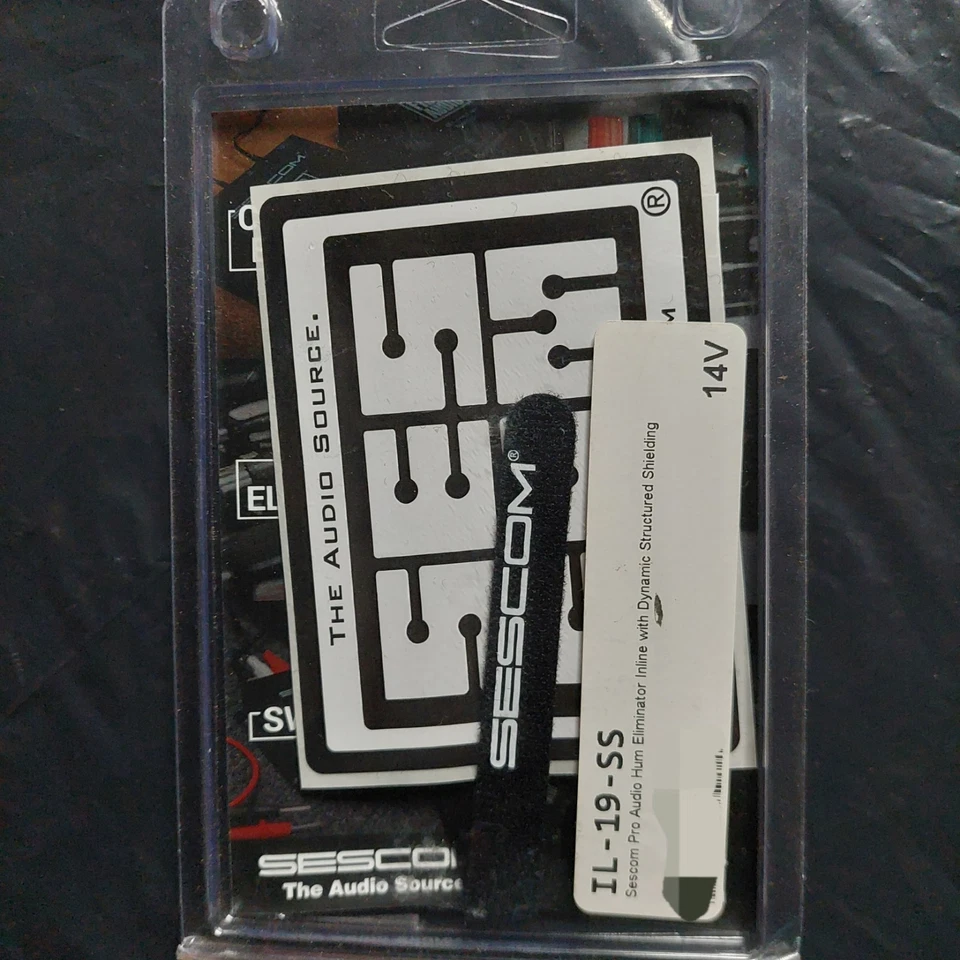 THE AUDIO SOURCE.
SESCOM®
IL-19-SS
Sescom Pro Audio Hum Eliminator Inline with Dynamic Structured Shielding
14V
The Audio Source